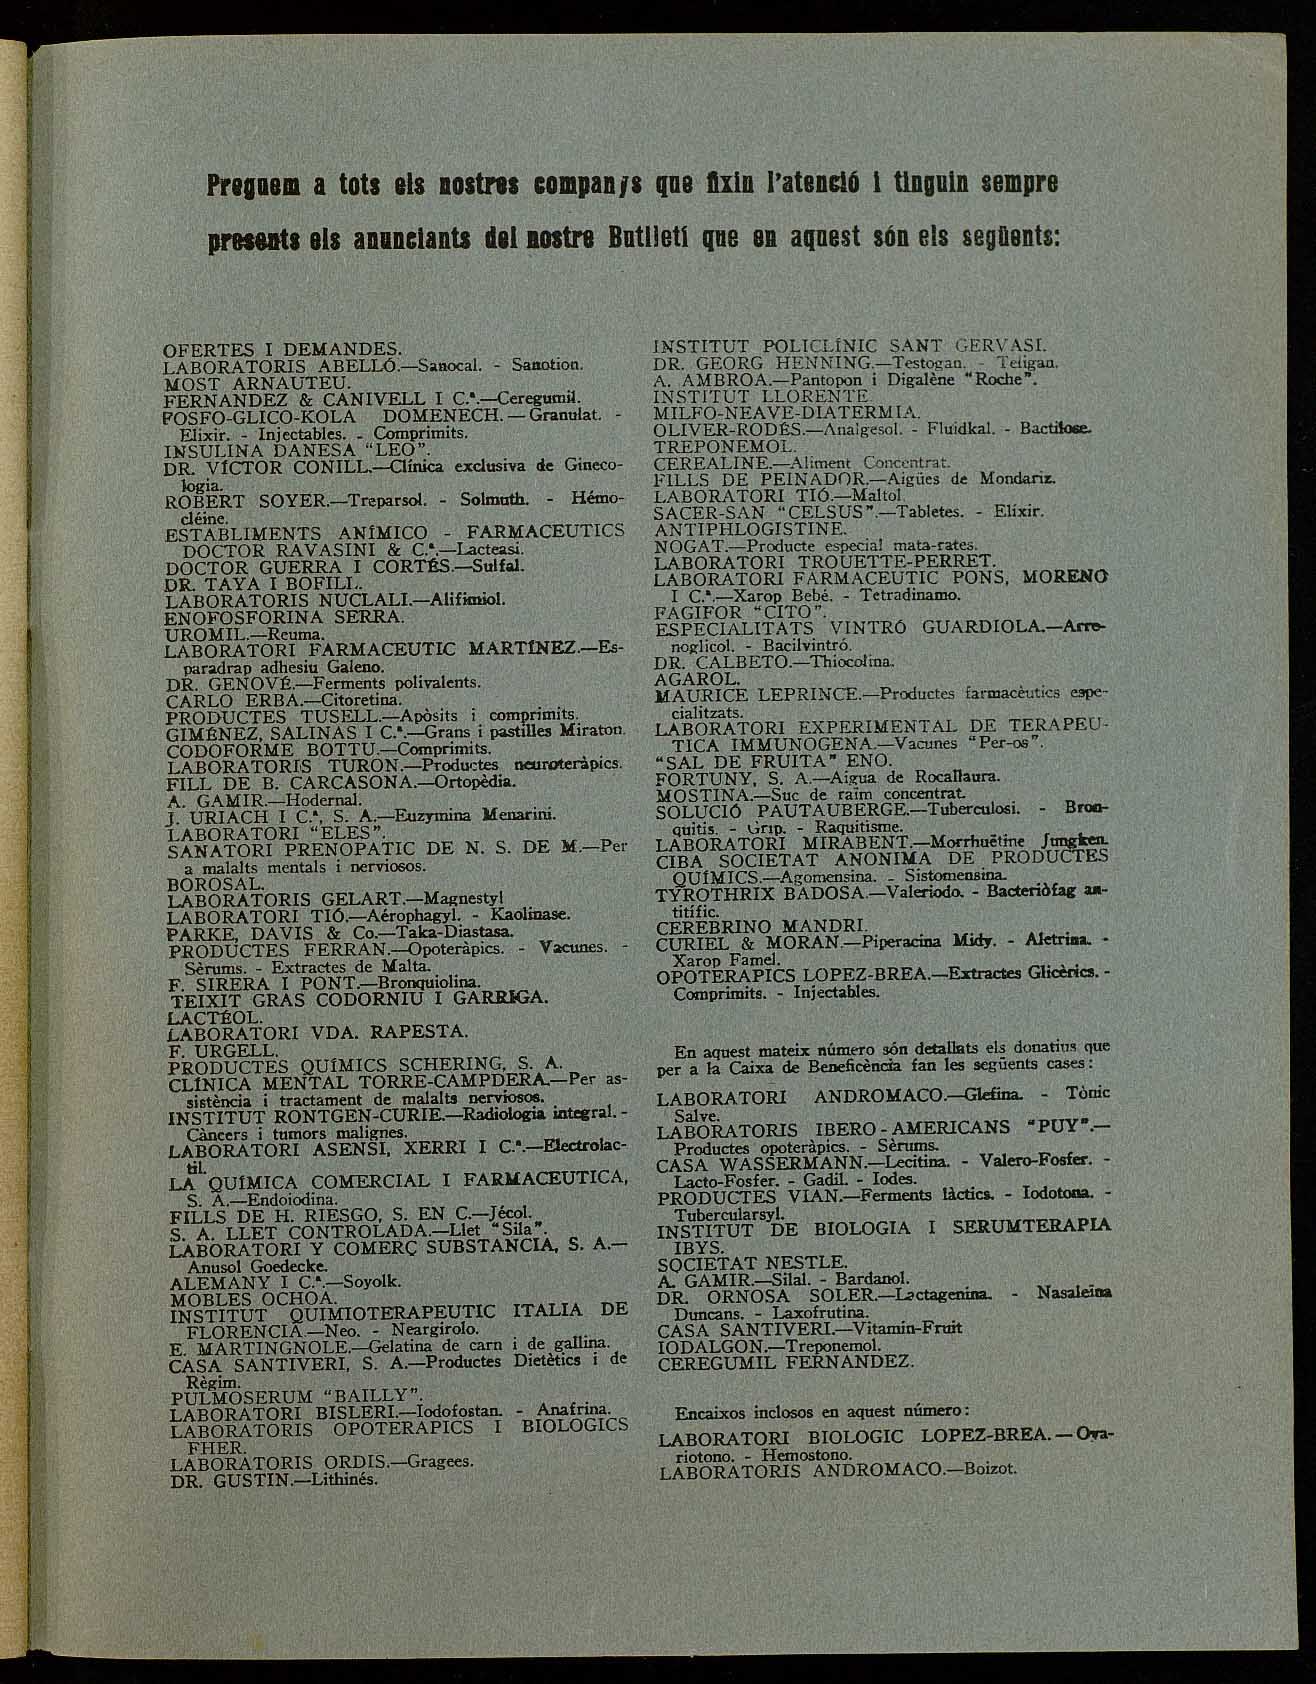 Preguem a tots els nostres companys que fixin l'atenció i tinguin sempre
presents els anunciants del nostre Butlletí que en aquest són els següents:
OFERTES I DEMANDES.
LABORATORIS ABELLÓ.—Sanocal. - Sanotion.
MOST ARNAUTEU.
FERNANDEZ & CANIVELL I C.ª.—Ceregumil.
FOSFO-GLICO-KOLA DOMENECH.—Granulat. -
Elixir. - Injectables. - Comprimits.
INSULINA DANESA "LEO".
DR. VÍCTOR CONILL.—Clínica exclusiva de Gineco-
logia.
ROBERT SOYER.—Treparsol. - Solmuth. - Hémo-
cléine.
ESTABLIMENTS ANÍMICO - FARMACEUTICS
DOCTOR RAVASINI & C.ª.—Lacteasi.
DOCTOR GUERRA I CORTÉS.—Sulfal.
DR. TAYA I BOFILL.
LABORATORIS NUCLALI.—Alifimiol.
ENOFOSFORINA SERRA.
UROMIL.—Reuma.
LABORATORI FARMACEUTIC MARTÍNEZ.—Es-
paradrap adhesiu Galeno.
DR. GENOVÉ.—Ferments polivalents.
CARLO ERBA.—Citoretina.
PRODUCTES TUSELL.—Apòsits i comprimits.
GIMÉNEZ, SALINAS I C.ª.—Grans i pastilles Miraton.
CODOFORME BOTTU.—Comprimits.
LABORATORIS TURON.—Productes neuroteràpics.
FILL DE B. CARCASONA.—Ortopèdia.
A. GAMIR.—Hodernal.
J. URIACH I C.ª, S. A.—Euzymina Menarini.
LABORATORI "ELES".
SANATORI PRENOPATIC DE N. S. DE M.—Per
a malalts mentals i nerviosos.
BOROSAL.
LABORATORIS GELART.—Magnestyl
LABORATORI TIÓ.—Aérophagyl. - Kaolinase.
PARKE, DAVIS & Co.—Taka-Diastasa.
PRODUCTES FERRAN.—Opoteràpics. - Vacunes. -
Sèrums. - Extractes de Malta.
F. SIRERA I PONT.—Bronquiolina.
TEIXIT GRAS CODORNIU I GARRIGA.
LACTÉOL.
LABORATORI VDA. RAPESTA.
F. URGELL.
PRODUCTES QUÍMICS SCHERING, S. A.
CLÍNICA MENTAL TORRE-CAMPDERA.—Per as-
sistència i tractament de malalts nerviosos.
INSTITUT RONTGEN-CURIE.—Radiologia integral. -
Càncers i tumors malignes.
LABORATORI ASENSI, XERRI I C.ª.—Electrolac-
til.
LA QUÍMICA COMERCIAL I FARMACEUTICA,
S. A.—Endoiodina.
FILLS DE H. RIESGO, S. EN C.—Jécol.
S. A. LLET CONTROLADA.—Llet "Sila".
LABORATORI Y COMERÇ SUBSTANCIA, S. A.—
Anusol Goedecke.
ALEMANY I C.ª.—Soyolk.
MOBLES OCHOA.
INSTITUT QUIMIOTERAPEUTIC ITALIA DE
FLORENCIA.—Neo. - Neargirolo.
E. MARTINGNOLE.—Gelatina de carn i de gallina.
CASA SANTIVERI, S. A.—Productes Dietètics i de
Règim.
PULMOSERUM "BAILLY".
LABORATORI BISLERI.—Iodofostan. - Anafrina.
LABORATORIS OPOTERAPICS I BIOLOGICS
FHER.
LABORATORIS ORDIS.—Gragees.
DR. GUSTIN.—Lithinés.
INSTITUT POLICLÍNIC SANT GERVASI.
DR. GEORG HENNING.—Testogan. - Teligan.
A. AMBROA.—Pantopon i Digalène "Roche".
INSTITUT LLORENTE.
MILFO-NEAVE-DIATERMIA.
OLIVER-RODÉS.—Analgesol. - Fluidkal. - Bactilose.
TREPONEMOL.
CEREALINE.—Aliment Concentrat.
FILLS DE PEINADOR.—Aigües de Mondariz.
LABORATORI TIÓ.—Maltol.
SACER-SAN "CELSUS".—Tabletes. - Elixir.
ANTIPHLOGISTINE.
NOGAT.—Producte especial mata-rates.
LABORATORI TROUETTE-PERRET.
LABORATORI FARMACEUTIC PONS, MORENO
I C.ª.—Xarop Bebé. - Tetradinamo.
FAGIFOR "CITO".
ESPECIALITATS VINTRÓ GUARDIOLA.—Arre-
noglicol. - Bacilvintró.
DR. CALBETO.—Thiocolina.
AGAROL.
MAURICE LEPRINCE.—Productes farmacèutics espe-
cialitzats.
LABORATORI EXPERIMENTAL DE TERAPEU-
TICA IMMUNOGENA.—Vacunes "Per-os".
"SAL DE FRUITA" ENO.
FORTUNY, S. A.—Aigua de Rocallaura.
MOSTINA.—Suc de raïm concentrat.
SOLUCIÓ PAUTAUBERGE.—Tuberculosi. - Bron-
quitis. - Grip. - Raquitisme.
LABORATORI MIRABENT.—Morrhuëtine Jungken.
CIBA SOCIETAT ANONIMA DE PRODUCTES
QUÍMICS.—Agomensina. - Sistomensina.
TYROTHRIX BADOSA.—Valeriodo. - Bacteriòfag an-
titífic.
CEREBRINO MANDRI.
CURIEL & MORAN.—Piperacina Midy. - Aletrina. -
Xarop Famel.
OPOTERAPICS LOPEZ-BREA.—Extractes Glicèrics. -
Comprimits. - Injectables.
En aquest mateix número són detallats els donatius que
per a la Caixa de Beneficència fan les següents cases:
LABORATORI ANDROMACO.—Glefina. - Tònic
Salve.
LABORATORIS IBERO-AMERICANS "PUY".—
Productes opoteràpics. - Sèrums.
CASA WASSERMANN.—Lecitina. - Valero-Fosfer. -
Lacto-Fosfer. - Gadil. - Iodes.
PRODUCTES VIAN.—Ferments làctics. - Iodotona. -
Tubercularsyl.
INSTITUT DE BIOLOGIA I SERUMTERAPIA
IBYS.
SOCIETAT NESTLE.
A. GAMIR.—Silal. - Bardanol.
DR. ORNOSA SOLER.—Lactagenina. - Nasaleïna
Duncans. - Laxofrutina.
CASA SANTIVERI.—Vitamin-Fruit
IODALGON.—Treponemol.
CEREGUMIL FERNANDEZ.
Encaixos inclosos en aquest número:
LABORATORI BIOLOGIC LOPEZ-BREA.—Ova-
riotono. - Hemostono.
LABORATORIS ANDROMACO.—Boizot.